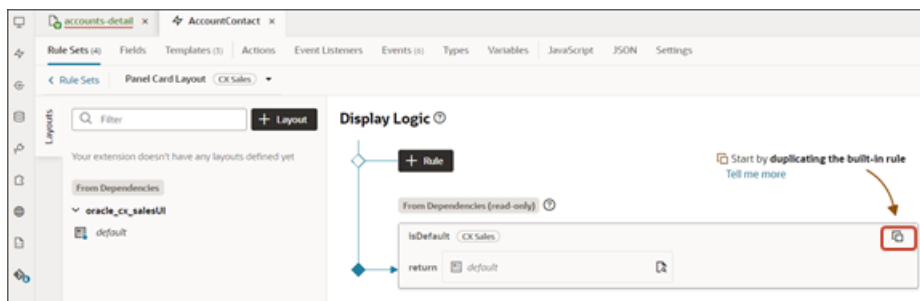 accounts-detail × AccountContact ×
Rule Sets (4) Fields Templates (5) Actions Event Listeners Events (6) Types Variables JavaScript JSON Settings
< Rule Sets Panel Card Layout CX Sales
Layouts
Filter
+ Layout
Your extension doesn't have any layouts defined yet
From Dependencies
oracle_cx_salesUI
default
Display Logic
+ Rule
Start by duplicating the built-in rule
Tell me more
From Dependencies (read-only)
isDefault CX Sales
return default